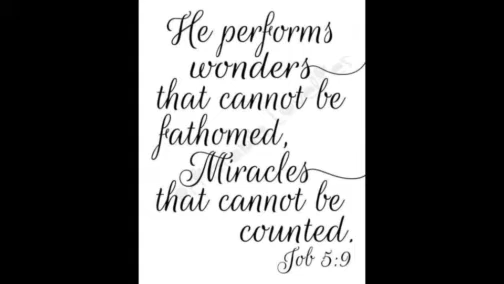 He performs
wonders
that cannot be
fathomed,
Miracles
that cannot be
counted.
Job 5:9